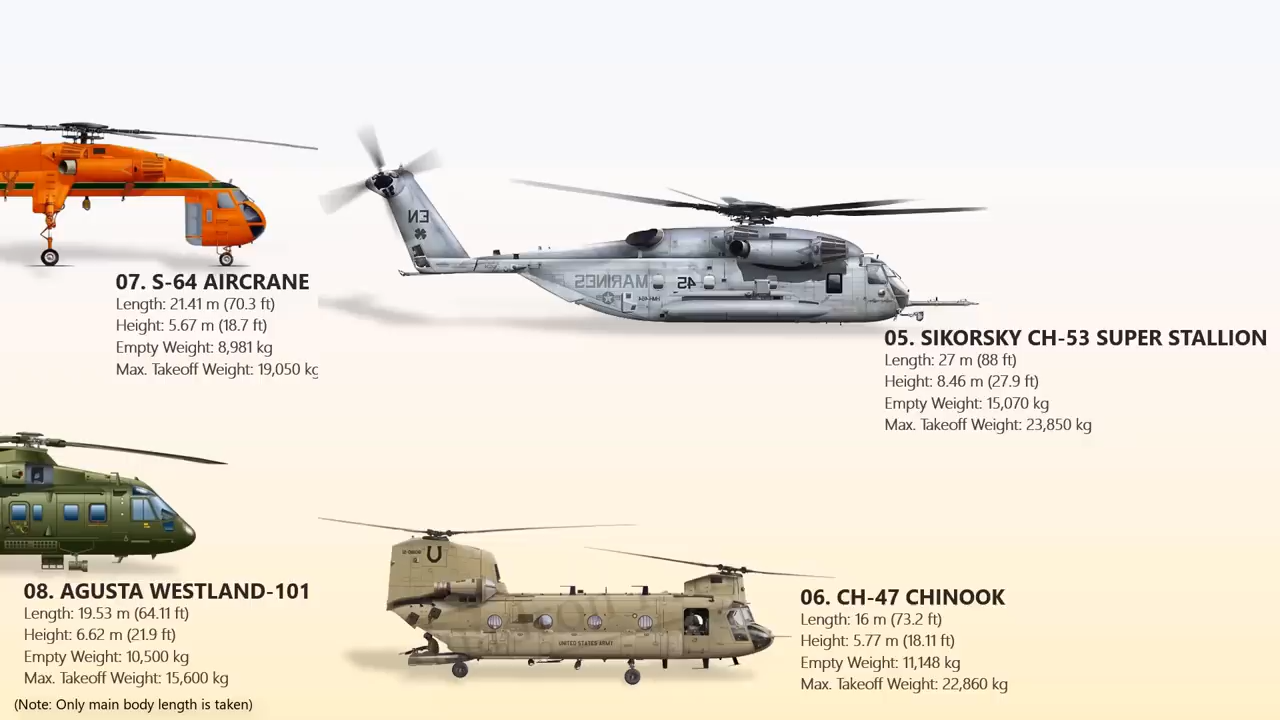 07. S-64 AIRCRANE
Length: 21.41 m (70.3 ft)
Height: 5.67 m (18.7 ft)
Empty Weight: 8,981 kg
Max. Takeoff Weight: 19,050 kg
EN
MARINES
45
05. SIKORSKY CH-53 SUPER STALLION
Length: 27 m (88 ft)
Height: 8.46 m (27.9 ft)
Empty Weight: 15,070 kg
Max. Takeoff Weight: 23,850 kg
08. AGUSTA WESTLAND-101
Length: 19.53 m (64.11 ft)
Height: 6.62 m (21.9 ft)
Empty Weight: 10,500 kg
Max. Takeoff Weight: 15,600 kg
(Note: Only main body length is taken)
UNITED STATES ARMY
06. CH-47 CHINOOK
Length: 16 m (73.2 ft)
Height: 5.77 m (18.11 ft)
Empty Weight: 11,148 kg
Max. Takeoff Weight: 22,860 kg